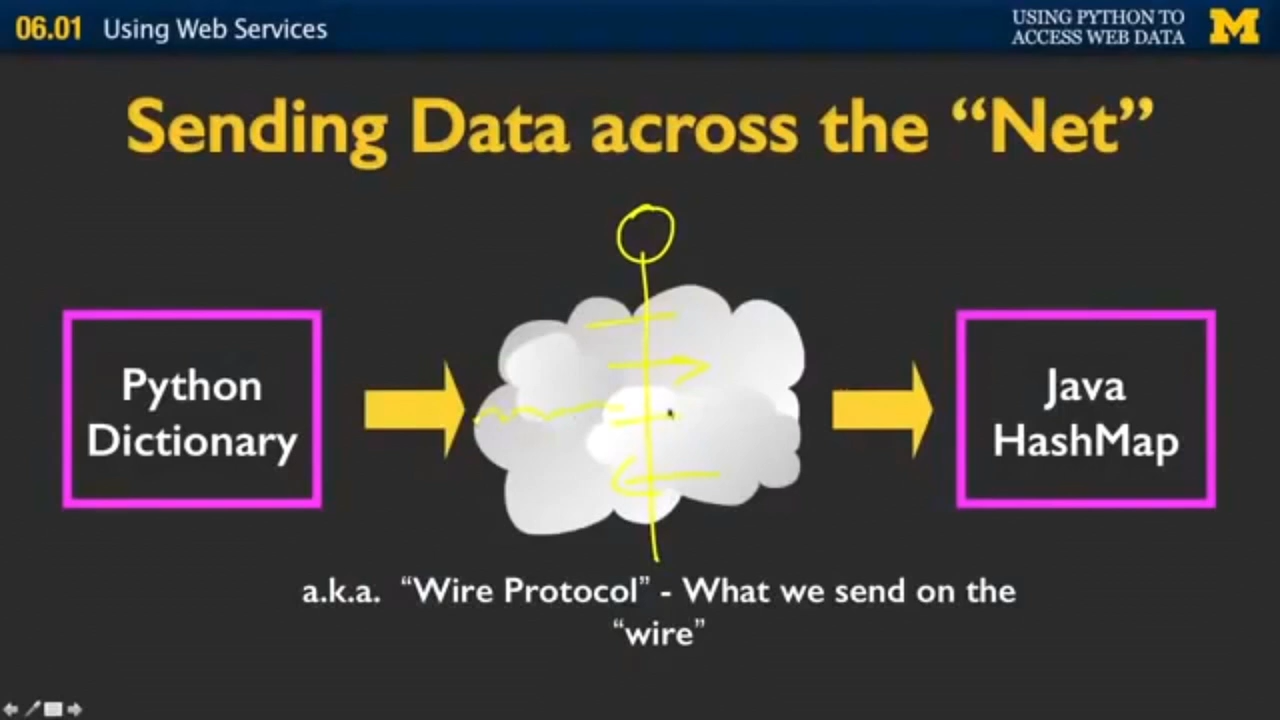 06.01 Using Web Services
USING PYTHON TO
ACCESS WEB DATA
M
Sending Data across the “Net”
Python
Dictionary
Java
HashMap
a.k.a. “Wire Protocol” - What we send on the
“wire”